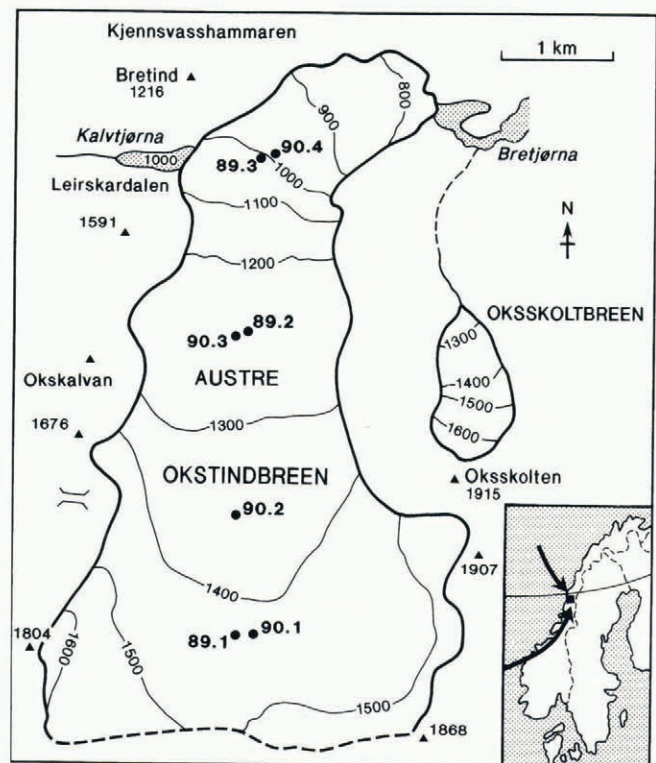 Kjennsvasshammaren
1 km
Bretind
1216
800
900
Kalvtjørna
1000
89.3
90.4
1000
Bretjørna
Leirskardalen
1100
1591
N
1200
OKSSKOLTBREEN
1300
89.2
90.3
AUSTRE
1400
Okskalvan
1500
1676
1300
1600
OKSTINDBREEN
Oksskolten
1915
90.2
1907
1400
1804
1600
1500
89.1
90.1
1500
1868